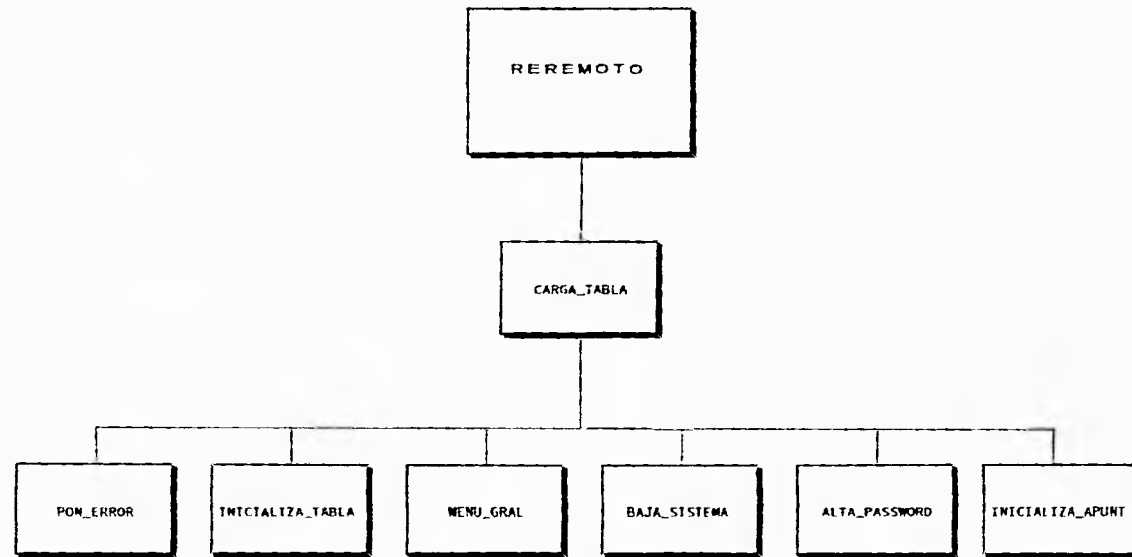 REREMOTO
CARGA_TABLA
PON_ERROR
INICIALIZA_TABLA
MENU_GRAL
BAJA_SISTEMA
ALTA_PASSWORD
INICIALIZA_APUNT